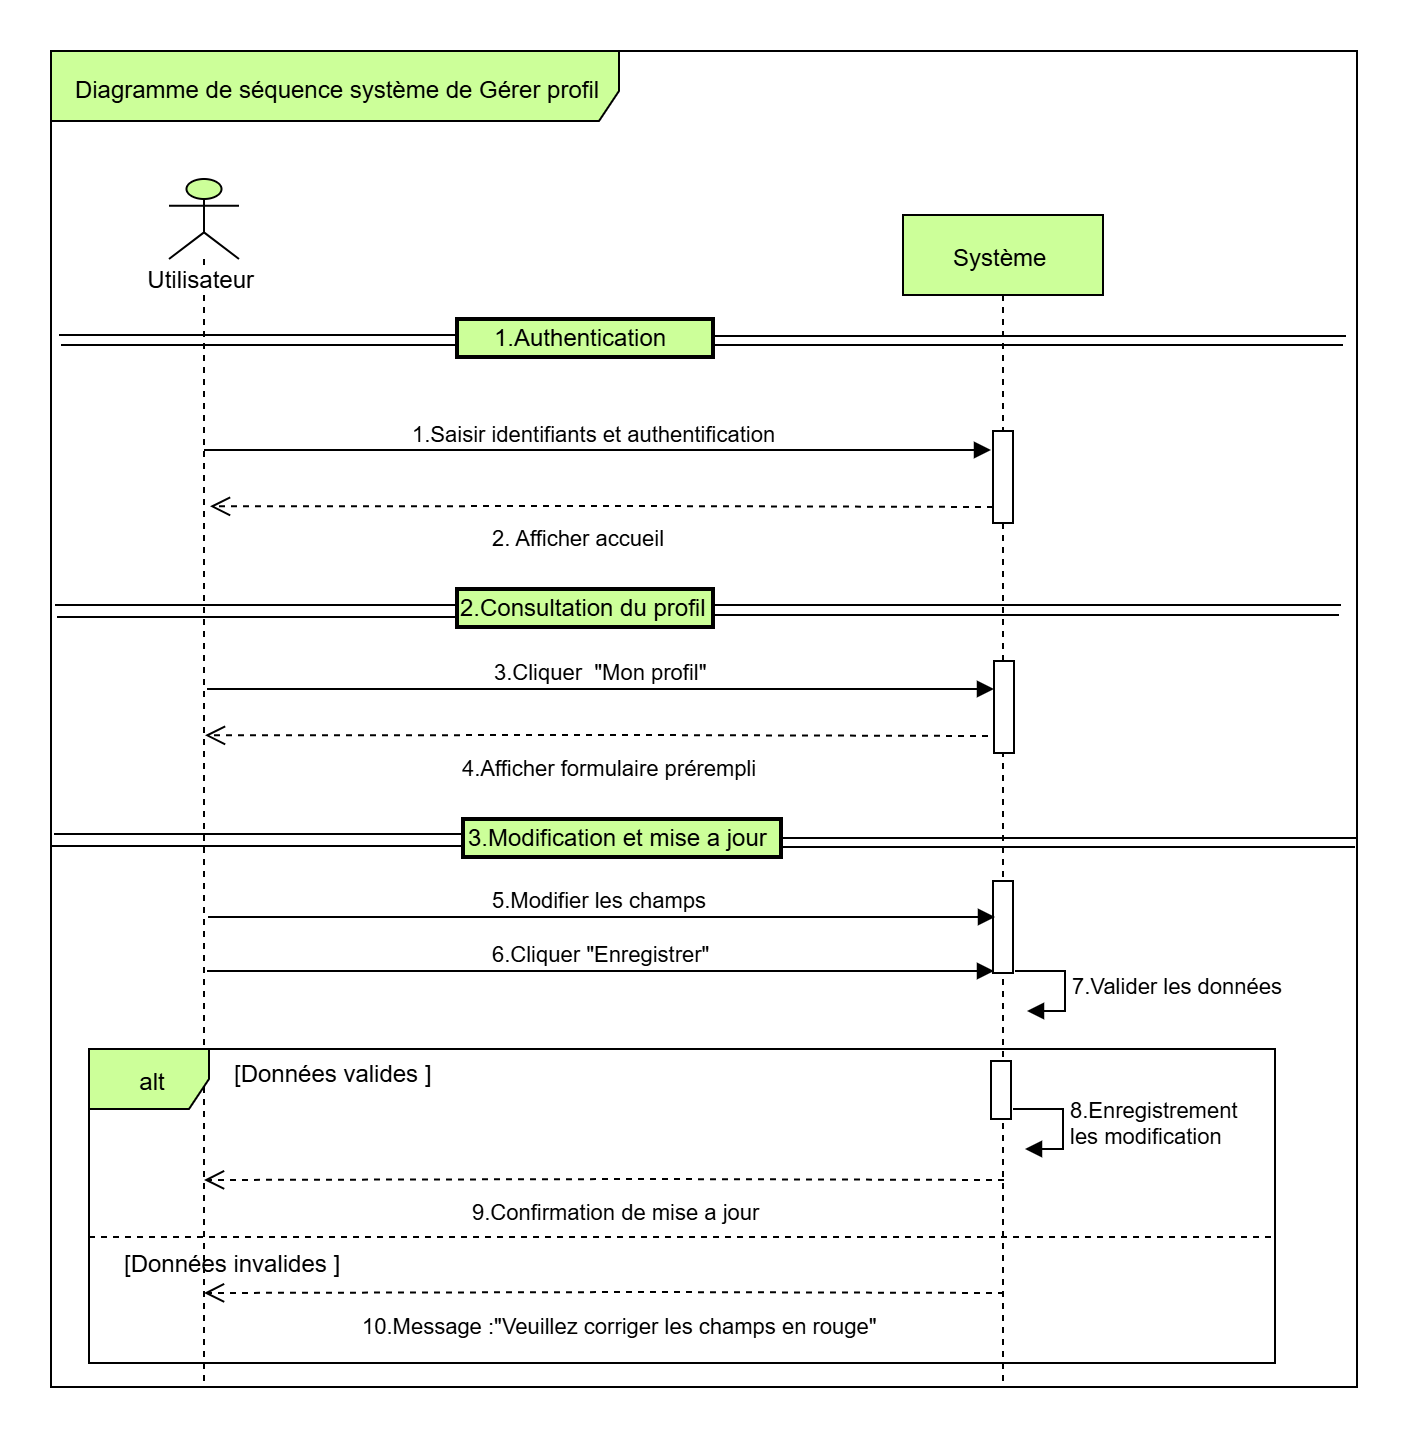 Diagramme de séquence système de Gérer profil
Utilisateur
Système
1.Authentication
1.Saisir identifiants et authentification
2. Afficher accueil
2.Consultation du profil
3.Cliquer  "Mon profil"
4.Afficher formulaire prérempli
3.Modification et mise a jour
5.Modifier les champs
6.Cliquer "Enregistrer"
7.Valider les données
alt
[Données valides ]
8.Enregistrement
les modification
9.Confirmation de mise a jour
[Données invalides ]
10.Message :"Veuillez corriger les champs en rouge"